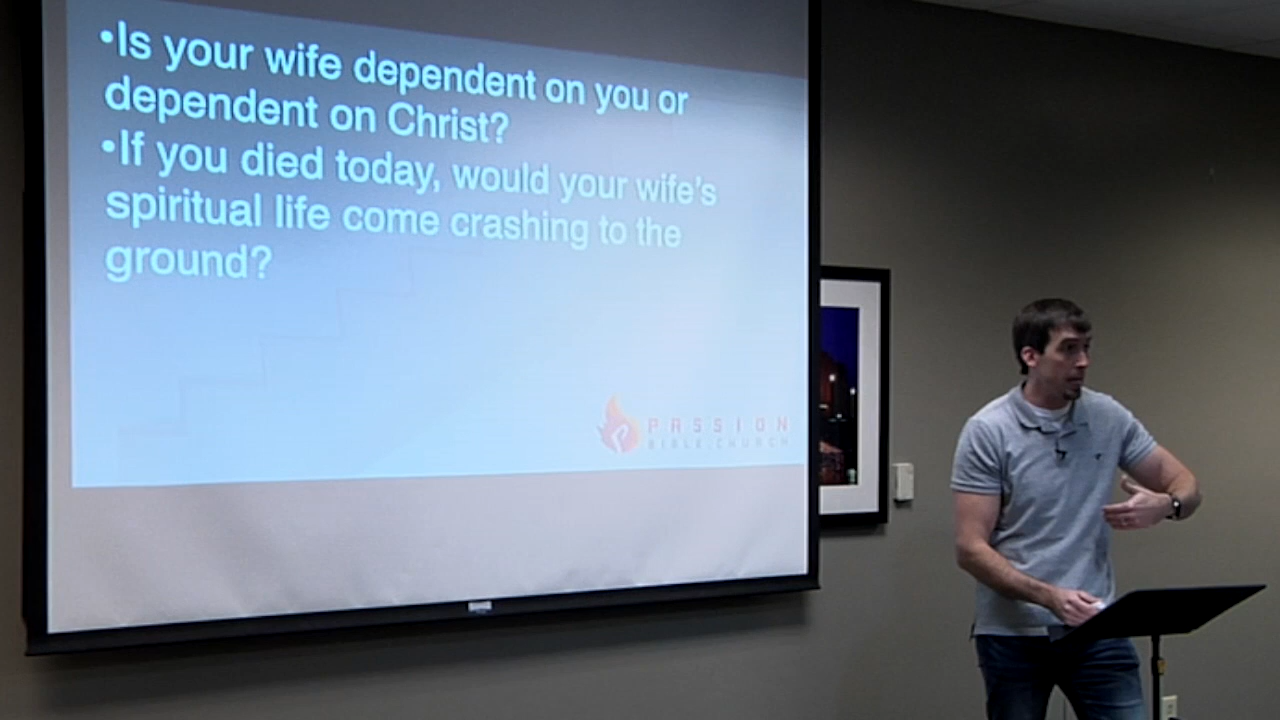 •Is your wife dependent on you or
dependent on Christ?
•If you died today, would your wife's
spiritual life come crashing to the
ground?
PASSION
BIBLE CHURCH